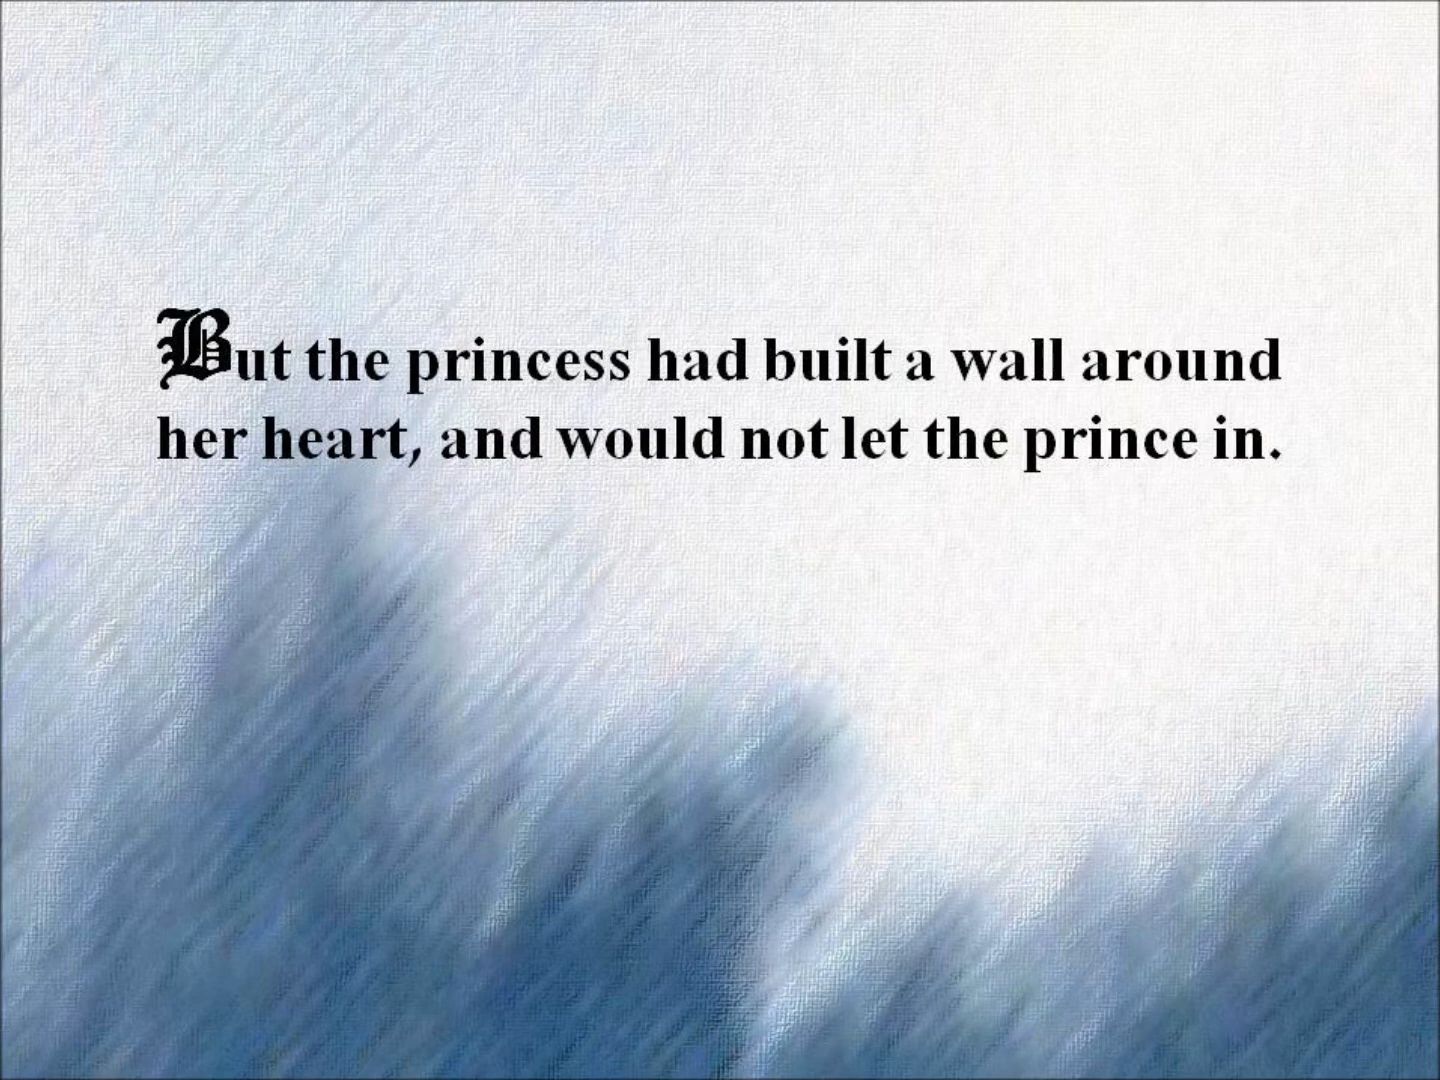 But the princess had built a wall around
her heart, and would not let the prince in.